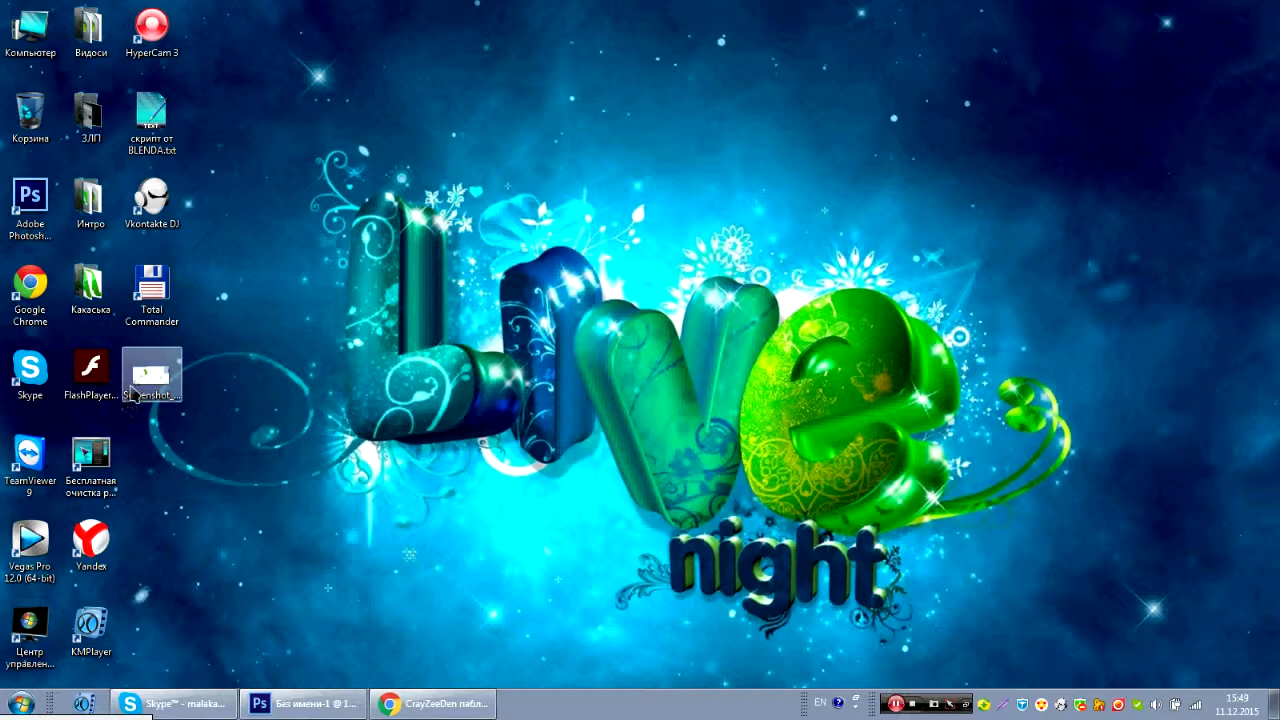 Компьютер
Видоси
HyperCam 3
Корзина
ЗЛП
скрипт от
BLENDA.txt
Adobe
Photosh...
Интро
Vkontakte DJ
Google
Chrome
Какаська
Total
Commander
Skype
FlashPlayer...
TeamViewer
9
Бесплатная
очистка р...
Vegas Pro
12.0 (64-bit)
Yandex
Центр
управлен...
KMPlayer
Live
night
Skype™ - malaka...
Без имени-1 @ 1...
CrayZeeDen пабл...
EN
15:49
11.12.2015